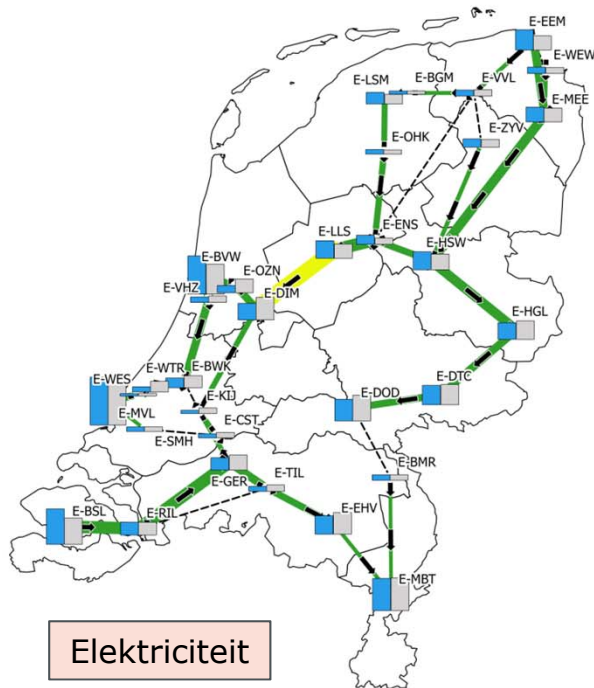 E-EEM
E-WEW
E-LSM
E-BGM
E-VVL
E-MEE
E-ZYV
E-OHK
E-ENS
E-LLS
E-HSW
E-BVW
E-OZN
E-VHZ
E-DIM
E-HGL
E-WTR
E-BWK
E-WES
E-DTC
E-KIJ
E-DOD
E-MVL
E-CST
E-SMH
E-BMR
E-TIL
E-GER
E-BSL
E-RIL
E-EHV
E-MBT
Elektriciteit